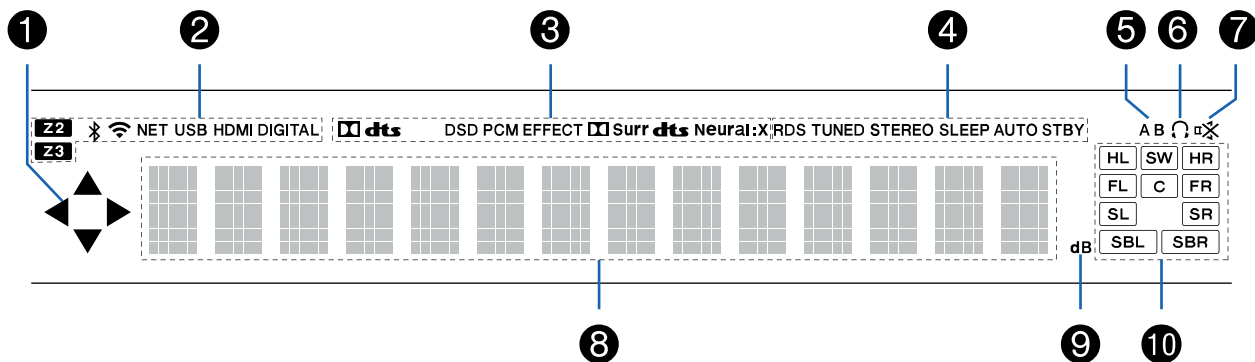 1 2 3 4 5 6 7
Z2 NET USB HDMI DIGITAL dts DSD PCM EFFECT Surr dts Neural:X RDS TUNED STEREO SLEEP AUTO STBY A B
Z3
HL SW HR
FL C FR
SL SR
dB SBL SBR
8 9 10